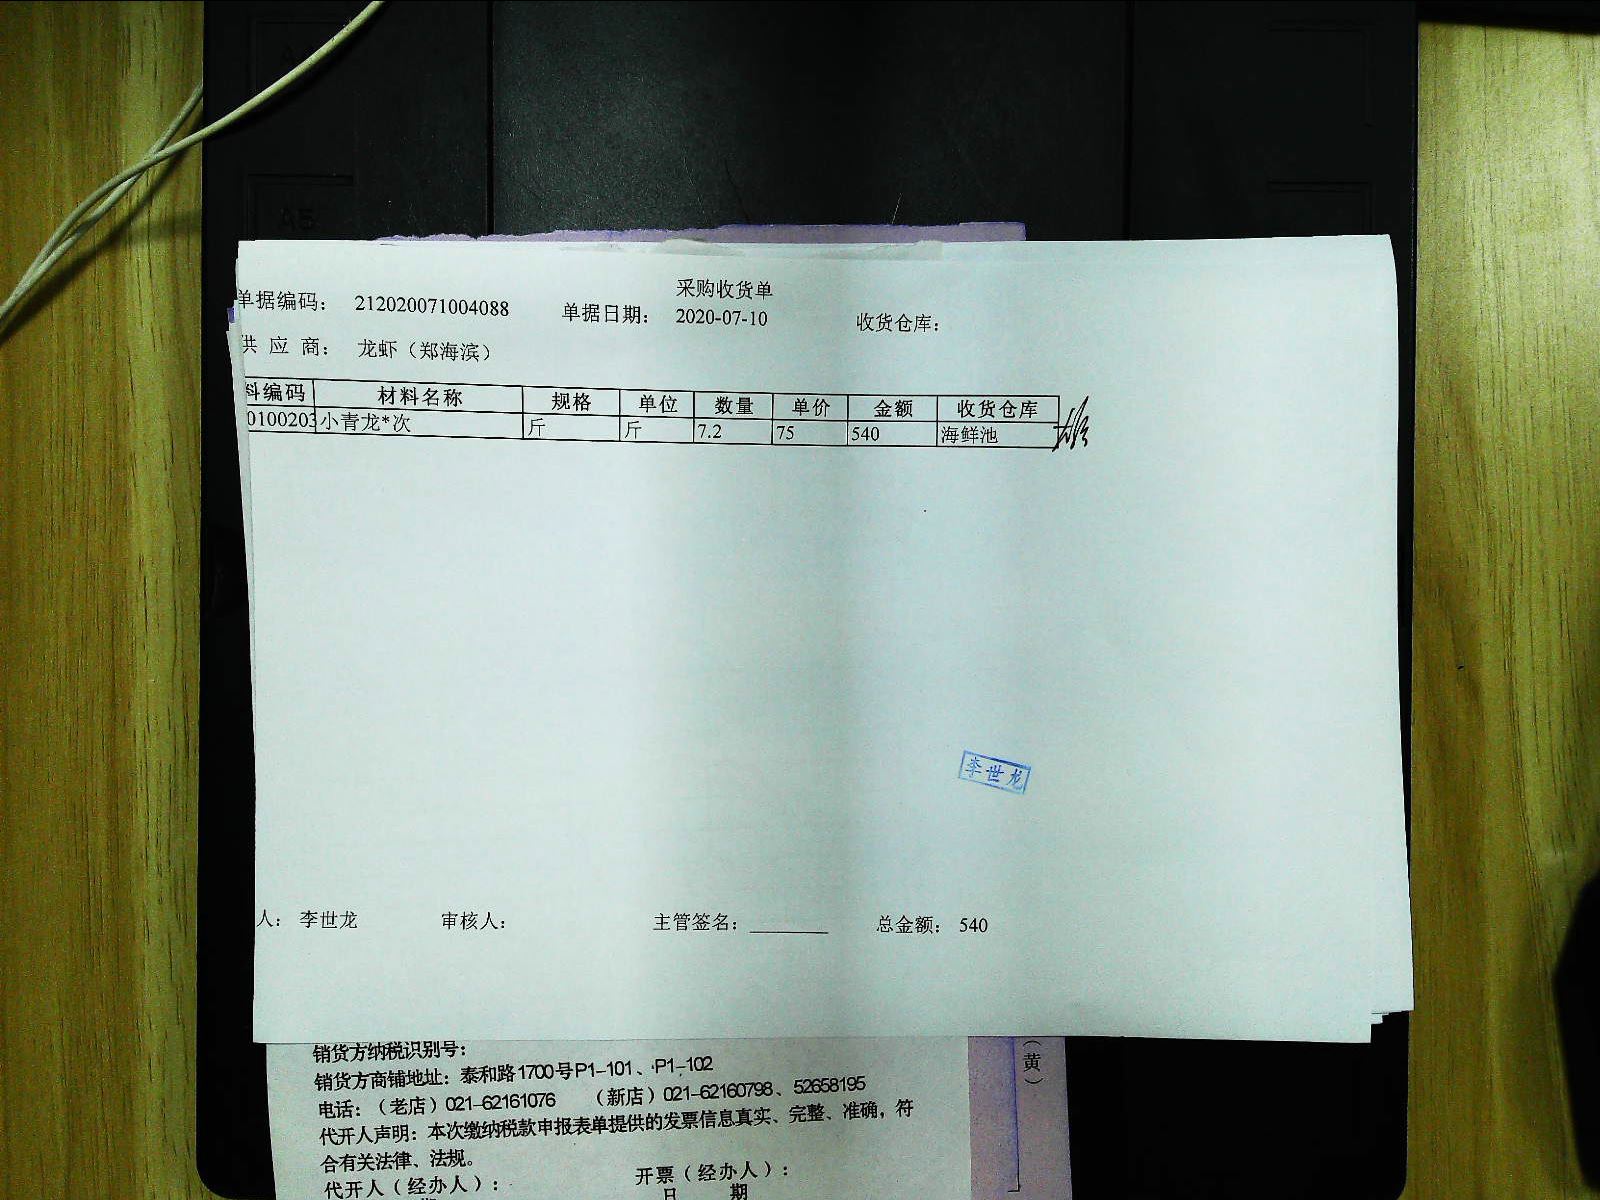 采购收货单
单据编码： 212020071004088 单据日期： 2020-07-10 收货仓库：
供 应 商： 龙虾（郑海滨）
料编码 材料名称 规格 单位 数量 单价 金额 收货仓库
0100203 小青龙*次 斤 斤 7.2 75 540 海鲜池
李世龙
人： 李世龙 审核人： 主管签名： 总金额： 540
销货方纳税识别号：
销货方商铺地址：泰和路1700号P1-101、P1-102
电话：（老店）021-62161076 （新店）021-62160798、52658195
代开人声明：本次缴纳税款申报表单提供的发票信息真实、完整、准确，符
合有关法律、法规。
代开人（经办人）： 开票（经办人）：
日 期
（黄）